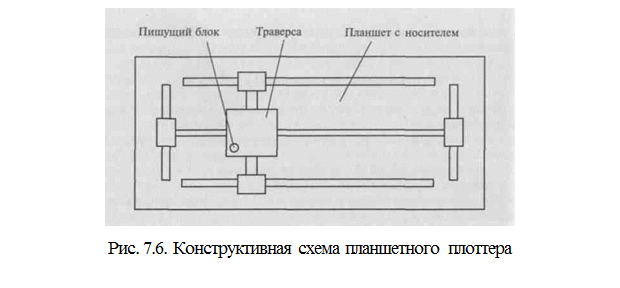 Пишущий блок Траверса Планшет с носителем
Рис. 7.6. Конструктивная схема планшетного плоттера